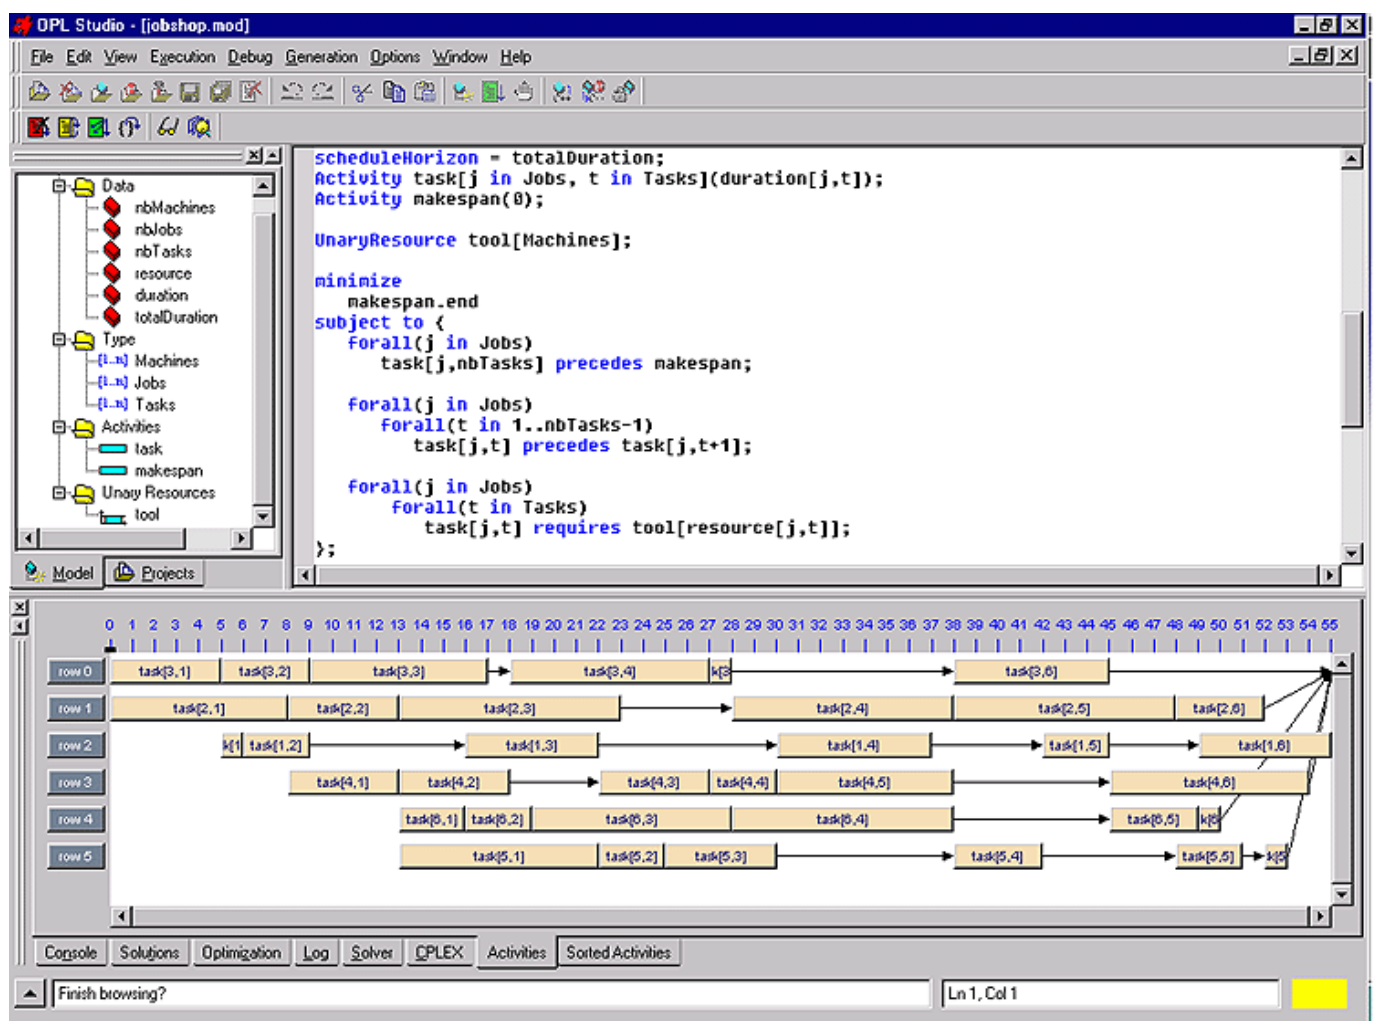 OPL Studio - [jobshop.mod]
File Edit View Execution Debug Generation Options Window Help
Data
nbMachines
nbJobs
nbTasks
resource
duration
totalDuration
Type
[1..n] Machines
[1..n] Jobs
[1..n] Tasks
Activities
task
makespan
Unary Resources
tool
Model Projects
scheduleHorizon = totalDuration;
Activity task[j in Jobs, t in Tasks](duration[j,t]);
Activity makespan(0);
UnaryResource tool[Machines];
minimize
makespan.end
subject to {
forall(j in Jobs)
task[j,nbTasks] precedes makespan;
forall(j in Jobs)
forall(t in 1..nbTasks-1)
task[j,t] precedes task[j,t+1];
forall(j in Jobs)
forall(t in Tasks)
task[j,t] requires tool[resource[j,t]];
};
0 1 2 3 4 5 6 7 8 9 10 11 12 13 14 15 16 17 18 19 20 21 22 23 24 25 26 27 28 29 30 31 32 33 34 35 36 37 38 39 40 41 42 43 44 45 46 47 48 49 50 51 52 53 54 55
row 0 task[3,1] task[3,2] task[3,3] task[3,4] k[3 task[3,6]
row 1 task[2,1] task[2,2] task[2,3] task[2,4] task[2,5] task[2,6]
row 2 k[1 task[1,2] task[1,3] task[1,4] task[1,5] task[1,6]
row 3 task[4,1] task[4,2] task[4,3] task[4,4] task[4,5] task[4,6]
row 4 task[6,1] task[6,2] task[6,3] task[6,4] task[6,5] k[6
row 5 task[5,1] task[5,2] task[5,3] task[5,4] task[5,5] k[5
Console Solutions Optimization Log Solver CPLEX Activities Sorted Activities
Finish browsing? Ln 1, Col 1